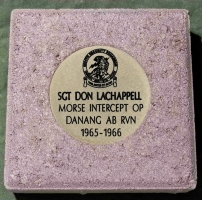 SGT DON LACHAPPELL
MORSE INTERCEPT OP
DANANG AB RVN
1965-1966